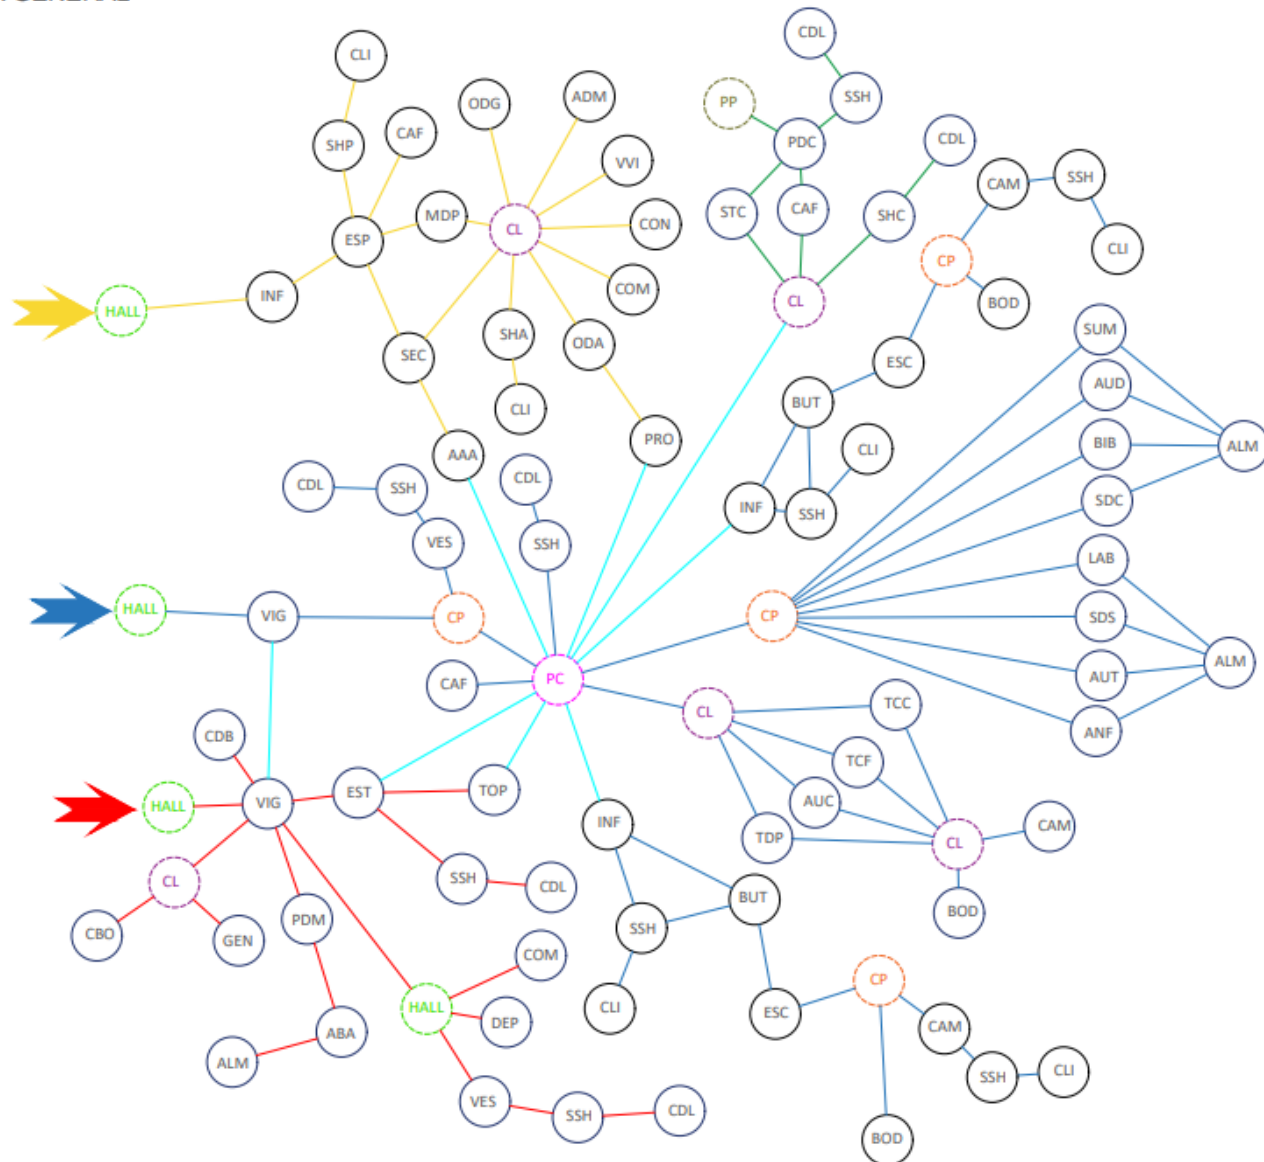 CDL
CLI
SSH
ODG
ADM
PP
CAF
SHP
PDC
CDL
VVI
SSH
CAM
CAF
MDP
STC
SHC
CON
CL
ESP
CLI
CP
COM
INF
CL
BOD
HALL
SUM
SHA
ODA
SEC
ESC
AUD
BUT
CLI
PRO
BIB
ALM
CLI
AAA
CDL
CDL
SSH
SDC
INF
SSH
VES
SSH
LAB
HALL
VIG
CP
CP
SDS
ALM
CAF
PC
AUT
CL
TCC
CDB
ANF
TCF
EST
TOP
HALL
VIG
AUC
INF
CAM
TDP
CL
CL
SSH
CDL
BUT
BOD
PDM
CBO
GEN
SSH
COM
CP
HALL
CLI
ESC
DEP
CAM
ABA
ALM
CLI
SSH
VES
SSH
CDL
BOD